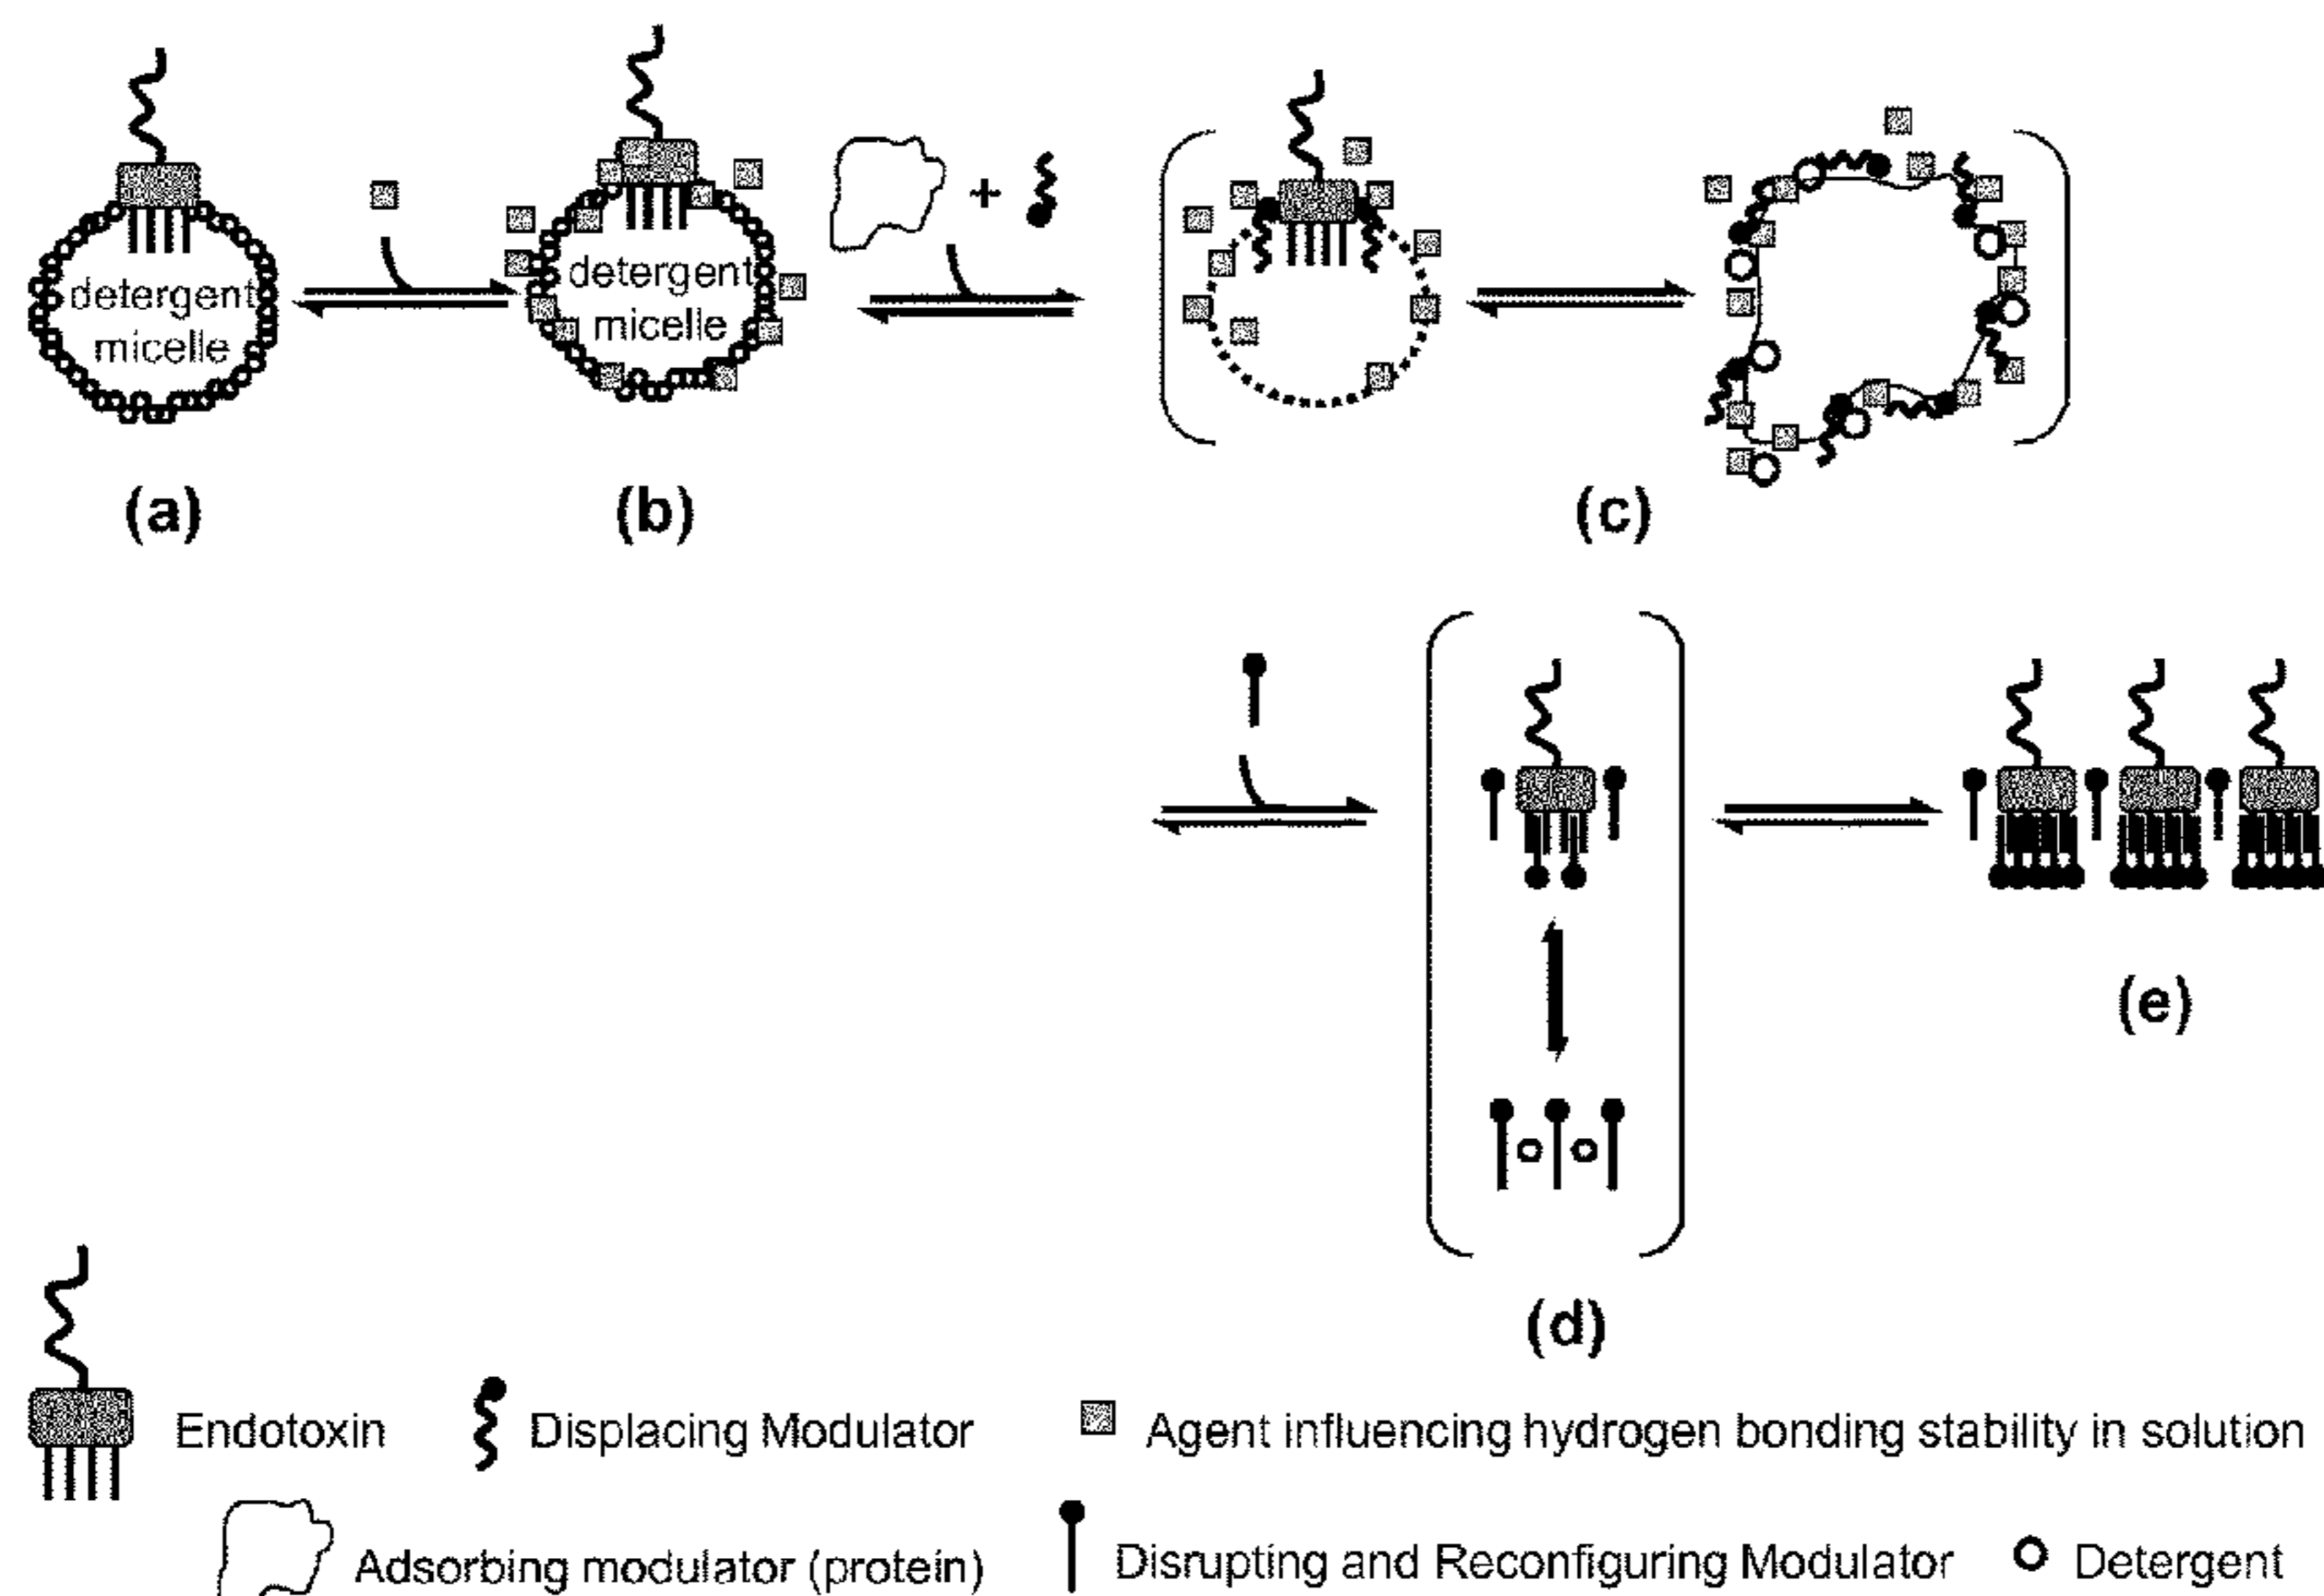 detergent
micelle
detergent
micelle
+
(a)
(b)
(c)
(e)
(d)
Endotoxin
Displacing Modulator
Agent influencing hydrogen bonding stability in solution
Adsorbing modulator (protein)
Disrupting and Reconfiguring Modulator
Detergent